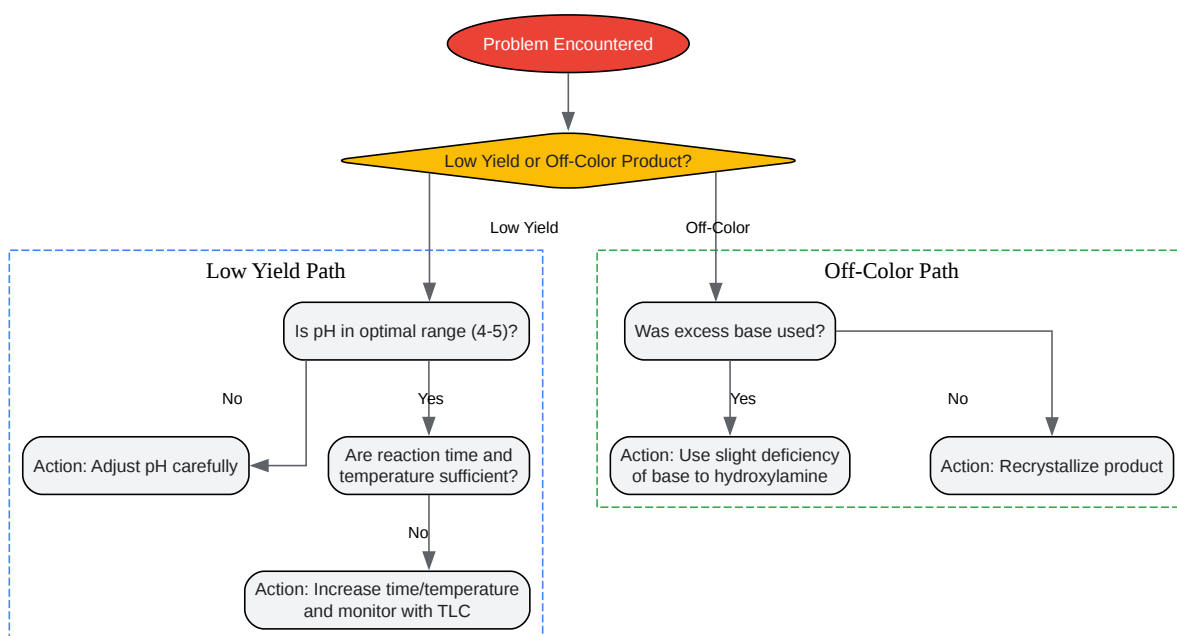 Problem Encountered
Low Yield or Off-Color Product?
Low Yield
Off-Color
Low Yield Path
Off-Color Path
Is pH in optimal range (4-5)?
Was excess base used?
No
Yes
Yes
No
Action: Adjust pH carefully
Are reaction time and
temperature sufficient?
Action: Use slight deficiency
of base to hydroxylamine
Action: Recrystallize product
No
Action: Increase time/temperature
and monitor with TLC